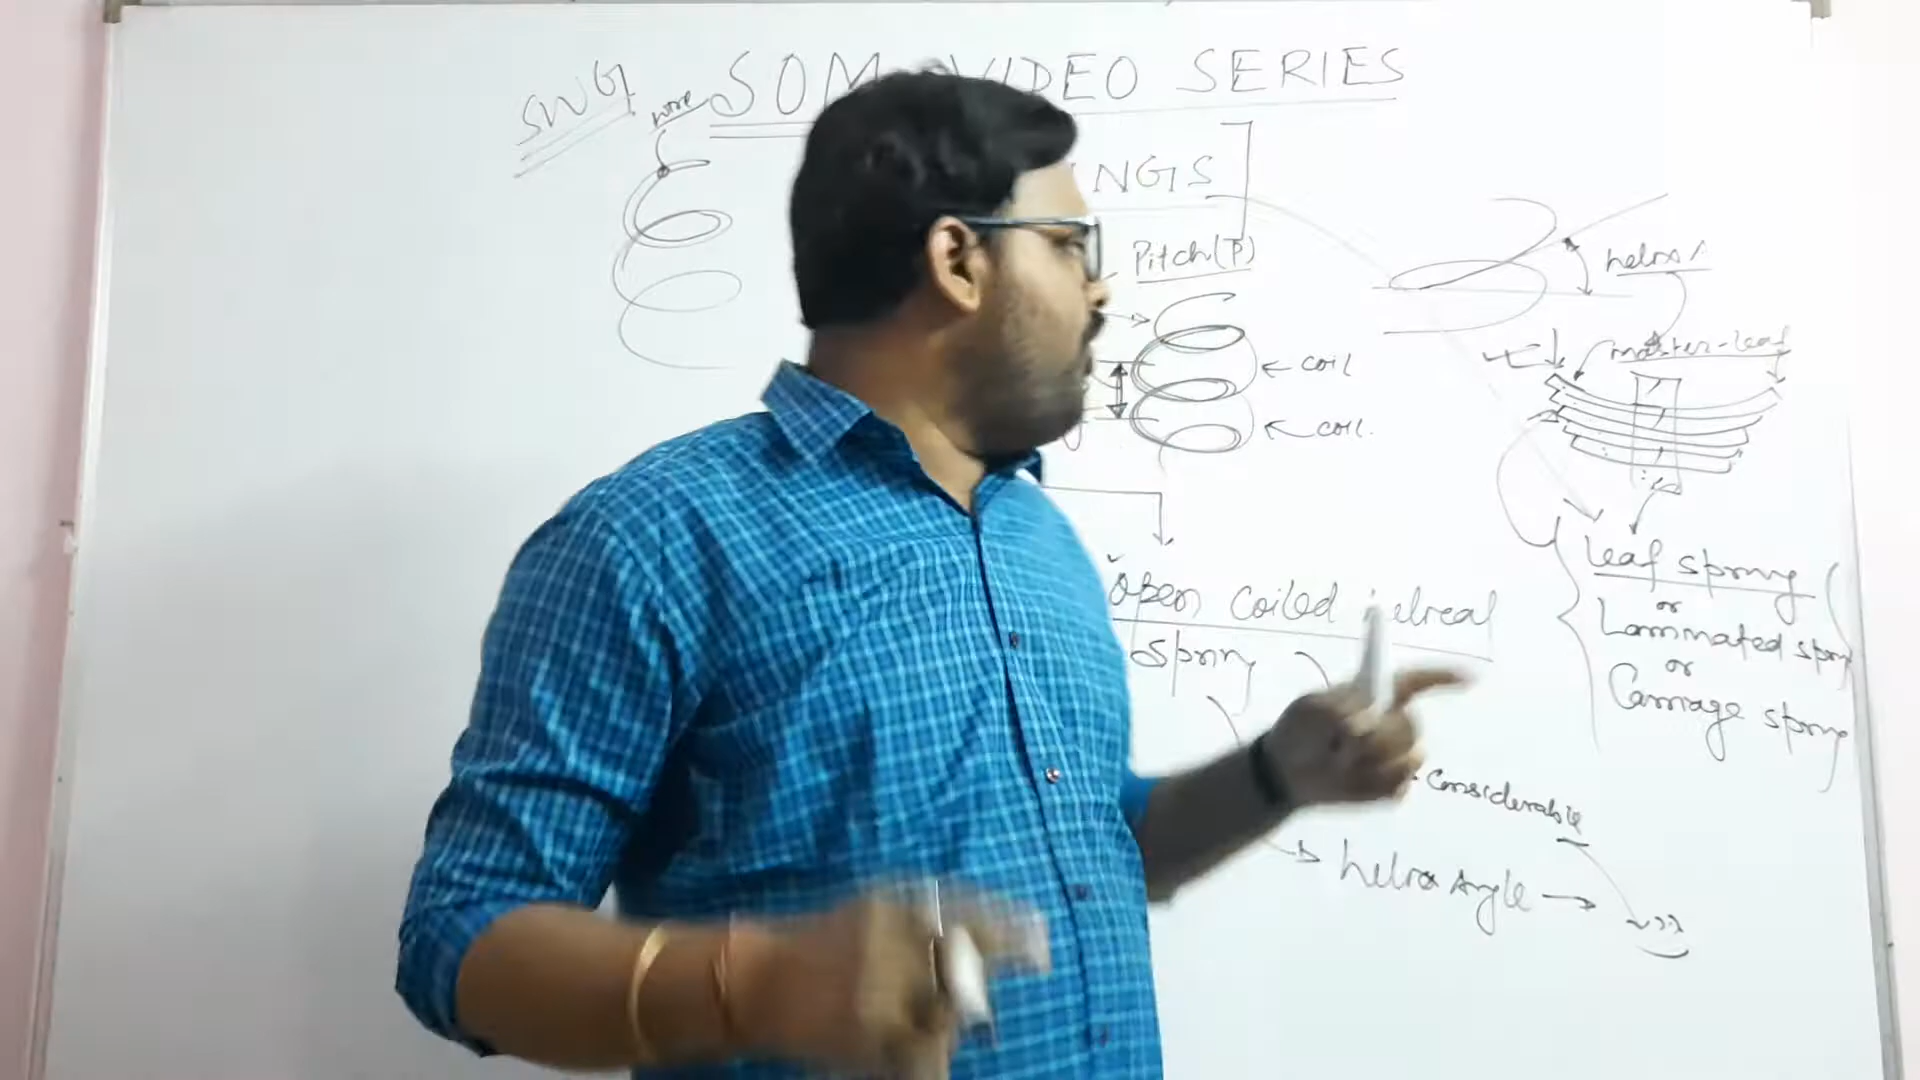 SOM VIDEO SERIES
SWG
wire
NGS
Pitch(P)
helix
master-leaf
← coil
← coil.
leaf spring
or
Laminated spring
or
Carriage spring
open coiled helical
spring
Considerable
→ helix Angle →